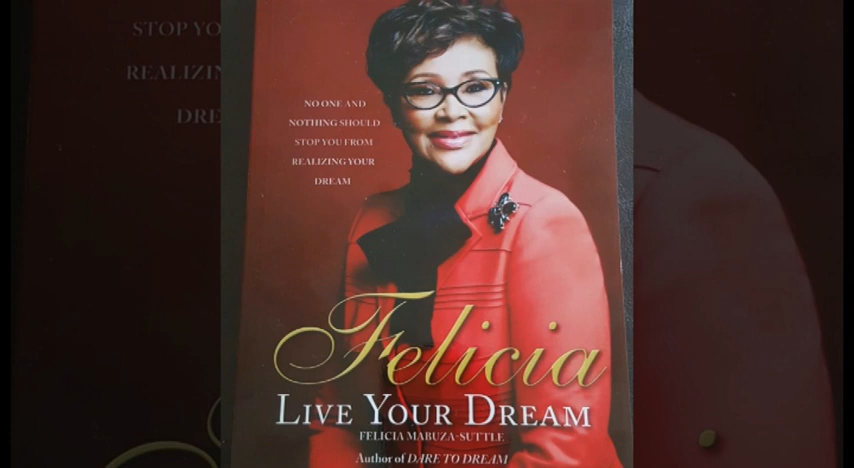 STOP YO
REALIZIN
DRE
NO ONE AND
NOTHING SHOULD
STOP YOU FROM
REALIZING YOUR
DREAM
Felicia
LIVE YOUR DREAM
FELICIA MABUZA-SUTTLE
Author of DARE TO DREAM